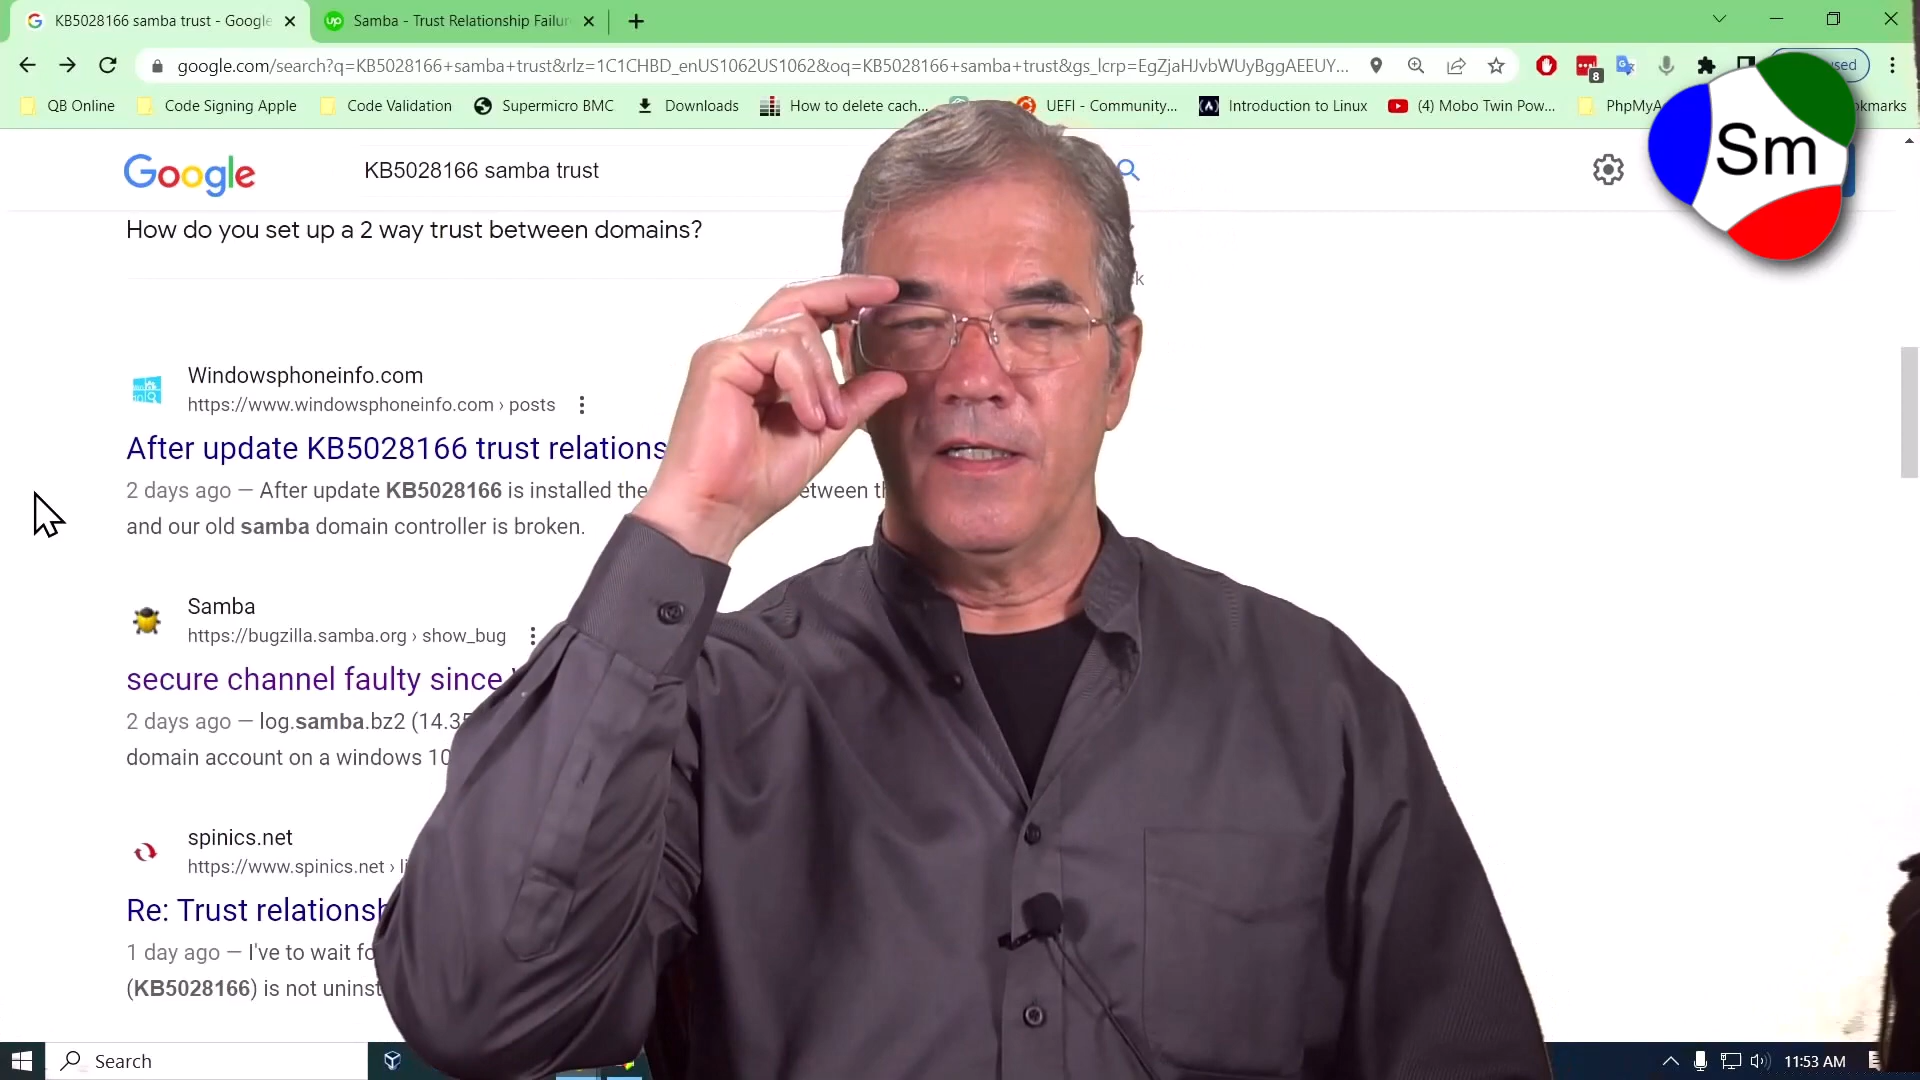 KB5028166 samba trust - Google
Samba - Trust Relationship Failur
google.com/search?q=KB5028166+samba+trust&rlz=1C1CHBD_enUS1062US1062&oq=KB5028166+samba+trust&gs_lcrp=EgZjaHJvbWUyBggAEEUY...
8
QB Online
Code Signing Apple
Code Validation
Supermicro BMC
Downloads
How to delete cach...
UEFI - Community...
Introduction to Linux
(4) Mobo Twin Pow...
PhpMyA
Sm
Google
KB5028166 samba trust
How do you set up a 2 way trust between domains?
Windowsphoneinfo.com
https://www.windowsphoneinfo.com › posts
After update KB5028166 trust relations
2 days ago — After update KB5028166 is installed the
and our old samba domain controller is broken.
Samba
https://bugzilla.samba.org › show_bug
secure channel faulty since
2 days ago — log.samba.bz2 (14.35
domain account on a windows 10
spinics.net
https://www.spinics.net › li
Re: Trust relationsh
1 day ago — I've to wait fo
(KB5028166) is not uninst
Search
11:53 AM